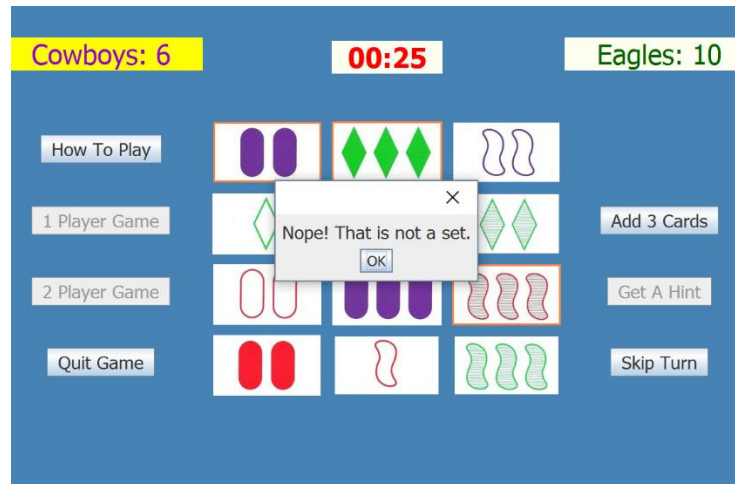 Cowboys: 6
00:25
Eagles: 10
How To Play
1 Player Game
Nope! That is not a set.
OK
Add 3 Cards
2 Player Game
Get A Hint
Quit Game
Skip Turn